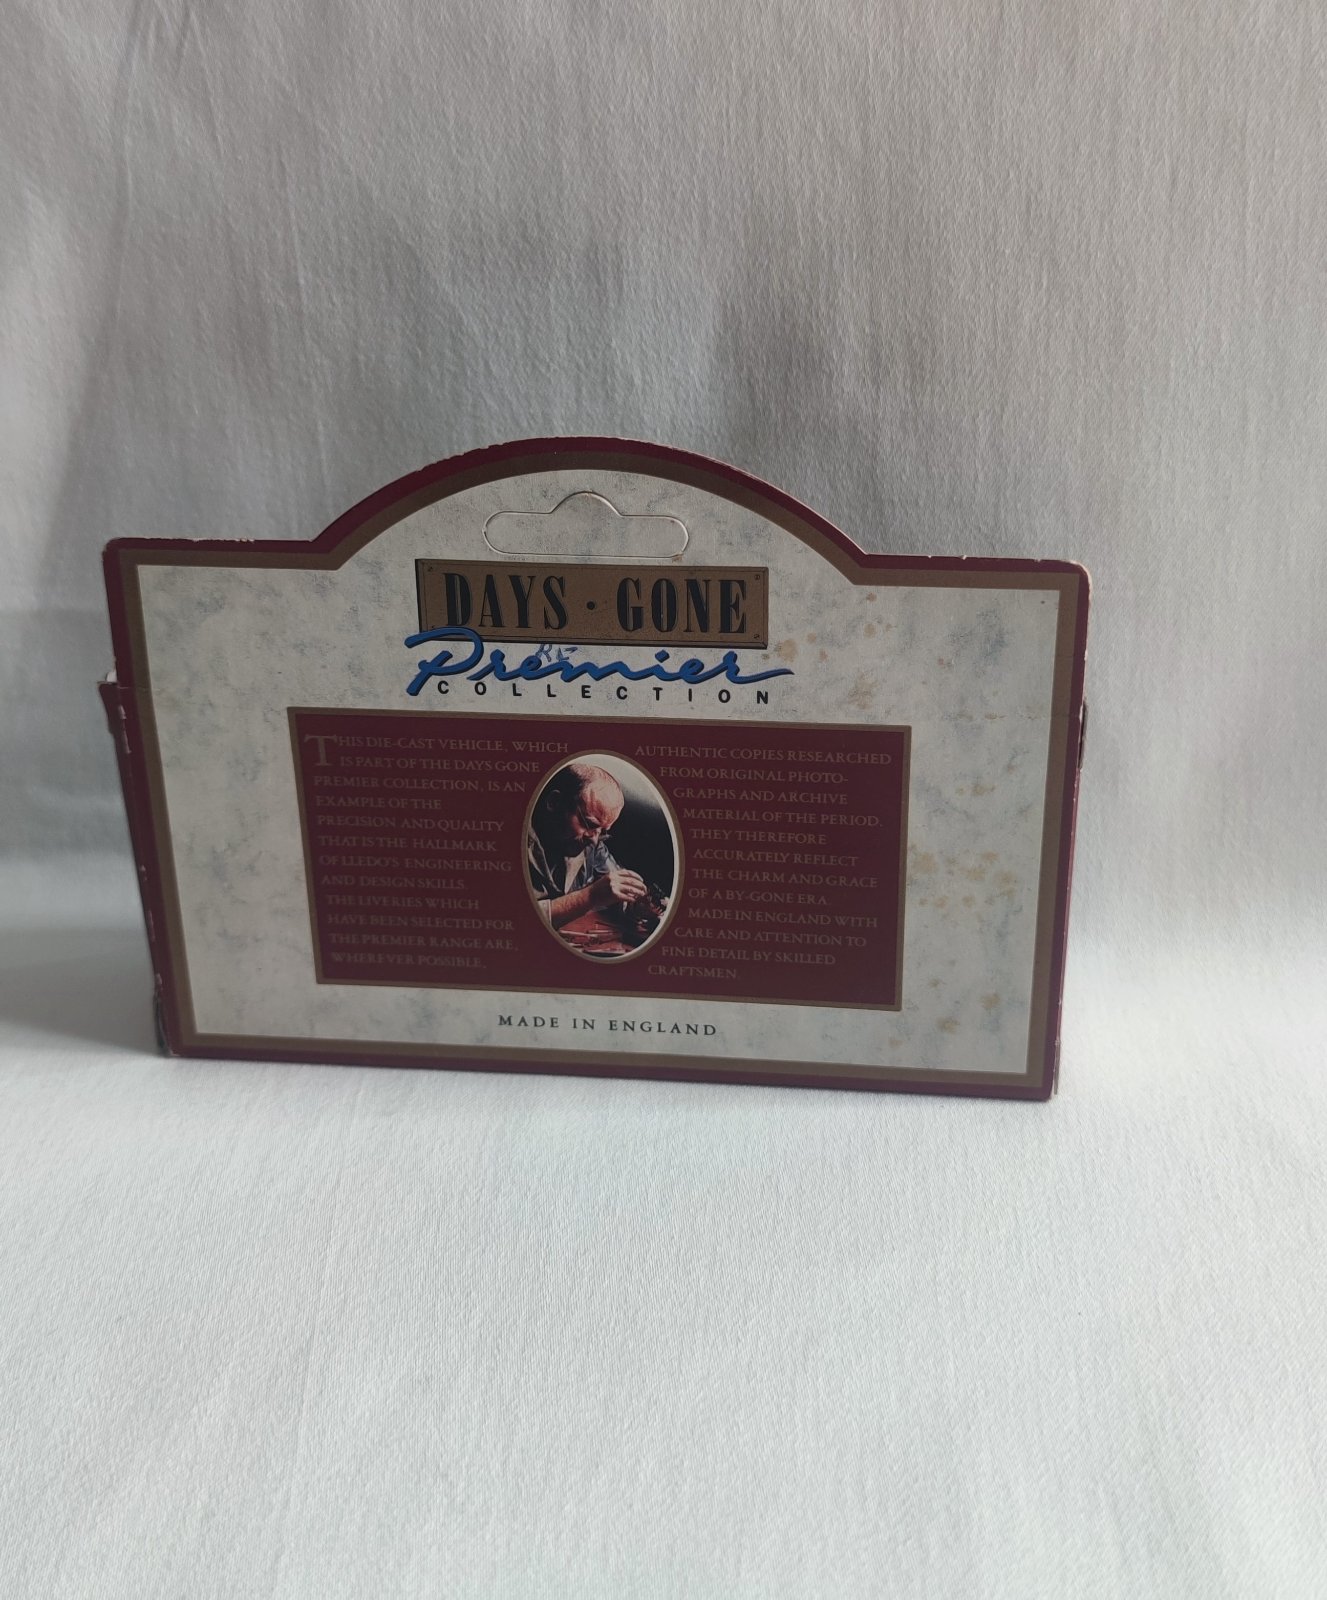 DAYS · GONE
Premier
COLLECTION
THIS DIE-CAST VEHICLE, WHICH
IS PART OF THE DAYS GONE
PREMIER COLLECTION, IS AN
EXAMPLE OF THE
PRECISION AND QUALITY
THAT IS THE HALLMARK
OF LLEDO'S ENGINEERING
AND DESIGN SKILLS.
THE LIVERIES WHICH
HAVE BEEN SELECTED FOR
THE PREMIER RANGE ARE,
WHEREVER POSSIBLE,
AUTHENTIC COPIES RESEARCHED
FROM ORIGINAL PHOTO-
GRAPHS AND ARCHIVE
MATERIAL OF THE PERIOD.
THEY THEREFORE
ACCURATELY REFLECT
THE CHARM AND GRACE
OF A BY-GONE ERA.
MADE IN ENGLAND WITH
CARE AND ATTENTION TO
FINE DETAIL BY SKILLED
CRAFTSMEN.
MADE IN ENGLAND